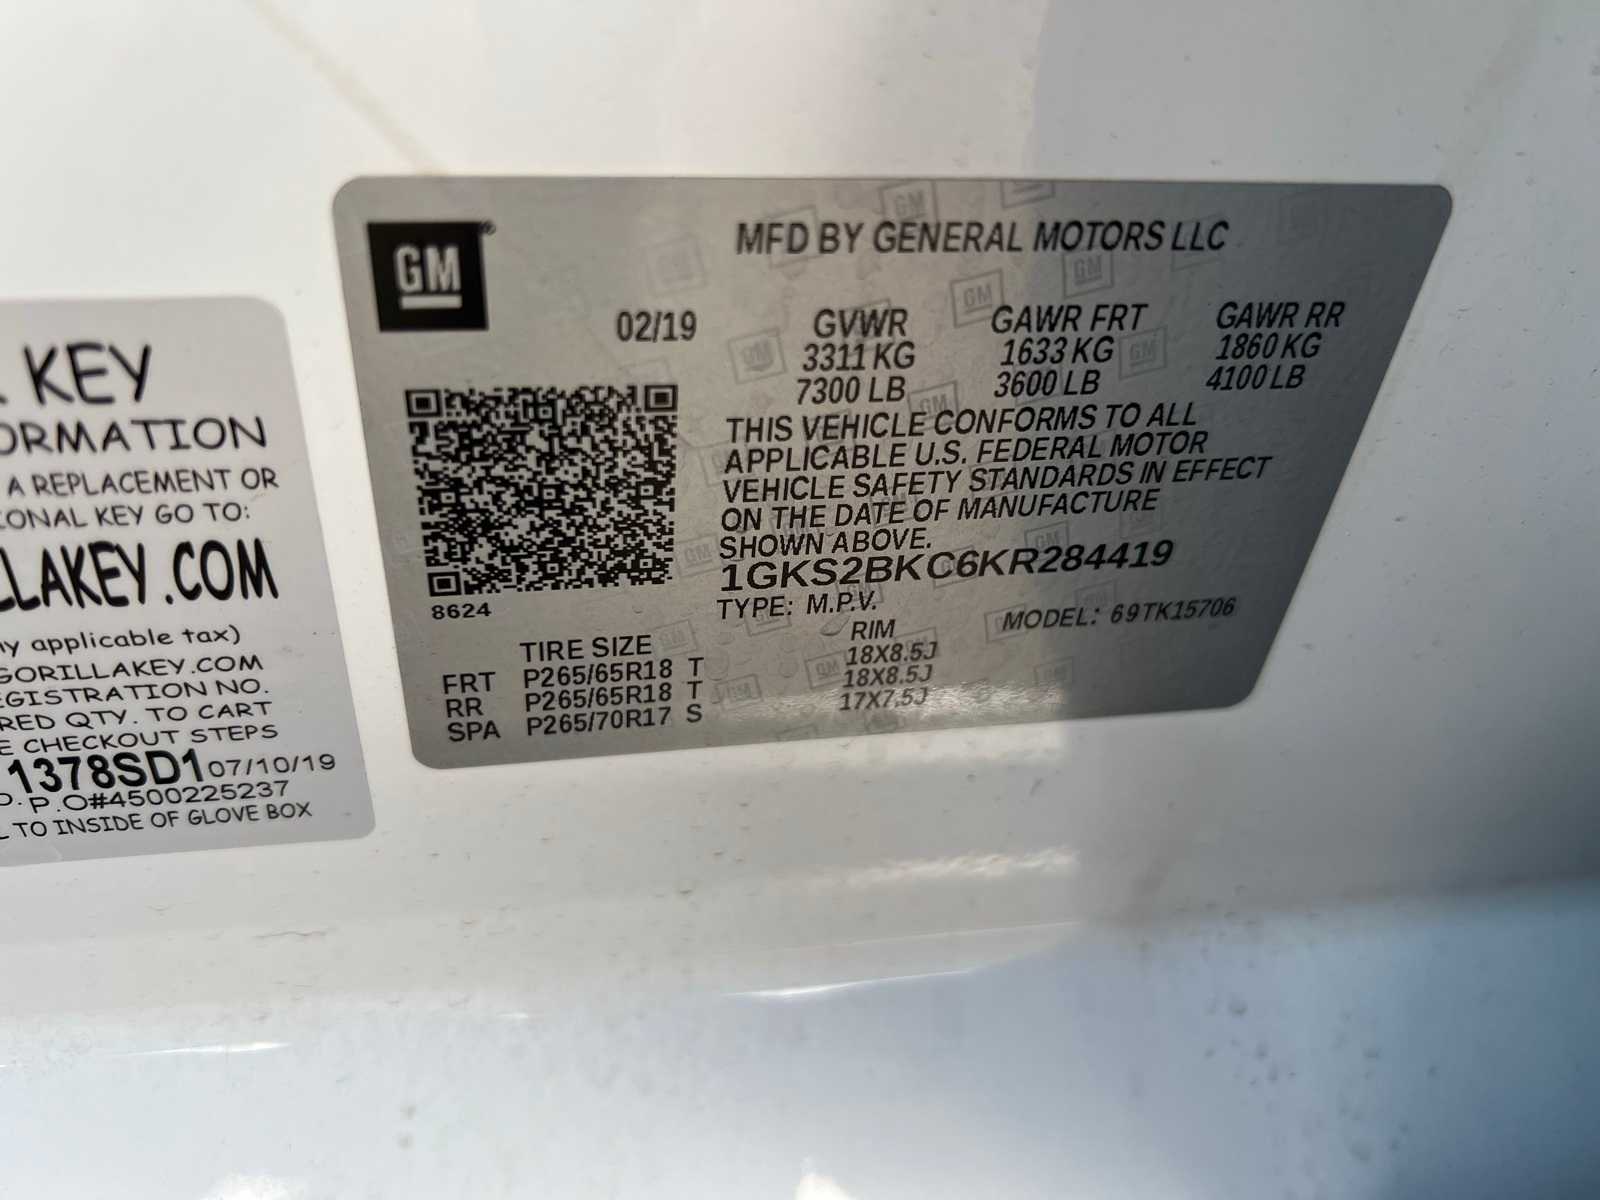 KEY
ORMATION
A REPLACEMENT OR
IONAL KEY GO TO:
LLAKEY.COM
ny applicable tax)
GORILLAKEY.COM
EGISTRATION NO.
RED QTY. TO CART
E CHECKOUT STEPS
1378SD1 07/10/19
P.O#4500225237
L TO INSIDE OF GLOVE BOX
GM®
MFD BY GENERAL MOTORS LLC
02/19 GVWR GAWR FRT GAWR RR
3311 KG 1633 KG 1860 KG
7300 LB 3600 LB 4100 LB
THIS VEHICLE CONFORMS TO ALL
APPLICABLE U.S. FEDERAL MOTOR
VEHICLE SAFETY STANDARDS IN EFFECT
ON THE DATE OF MANUFACTURE
SHOWN ABOVE.
1GKS2BKC6KR284419
8624
TYPE: M.P.V. MODEL: 69TK15706
TIRE SIZE RIM
FRT P265/65R18 T 18X8.5J
RR P265/65R18 T 18X8.5J
SPA P265/70R17 S 17X7.5J